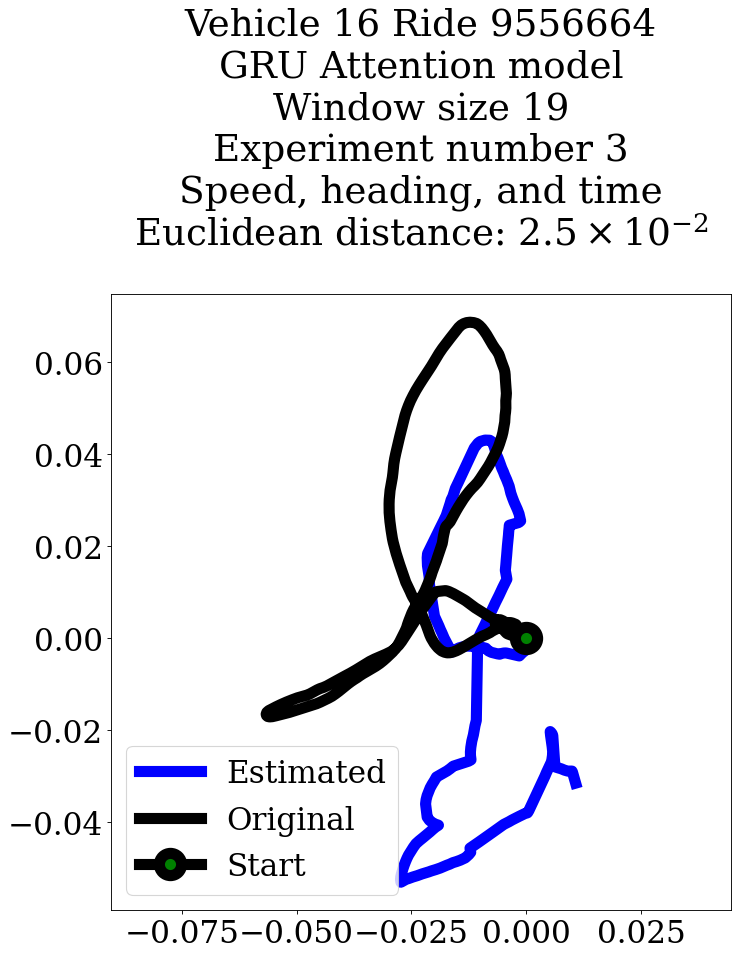 Vehicle 16 Ride 9556664
GRU Attention model
Window size 19
Experiment number 3
Speed, heading, and time
Euclidean distance: 2.5 × 10⁻²
0.06
0.04
0.02
0.00
−0.02
−0.04
Estimated
Original
Start
−0.075 −0.050 −0.025 0.000 0.025